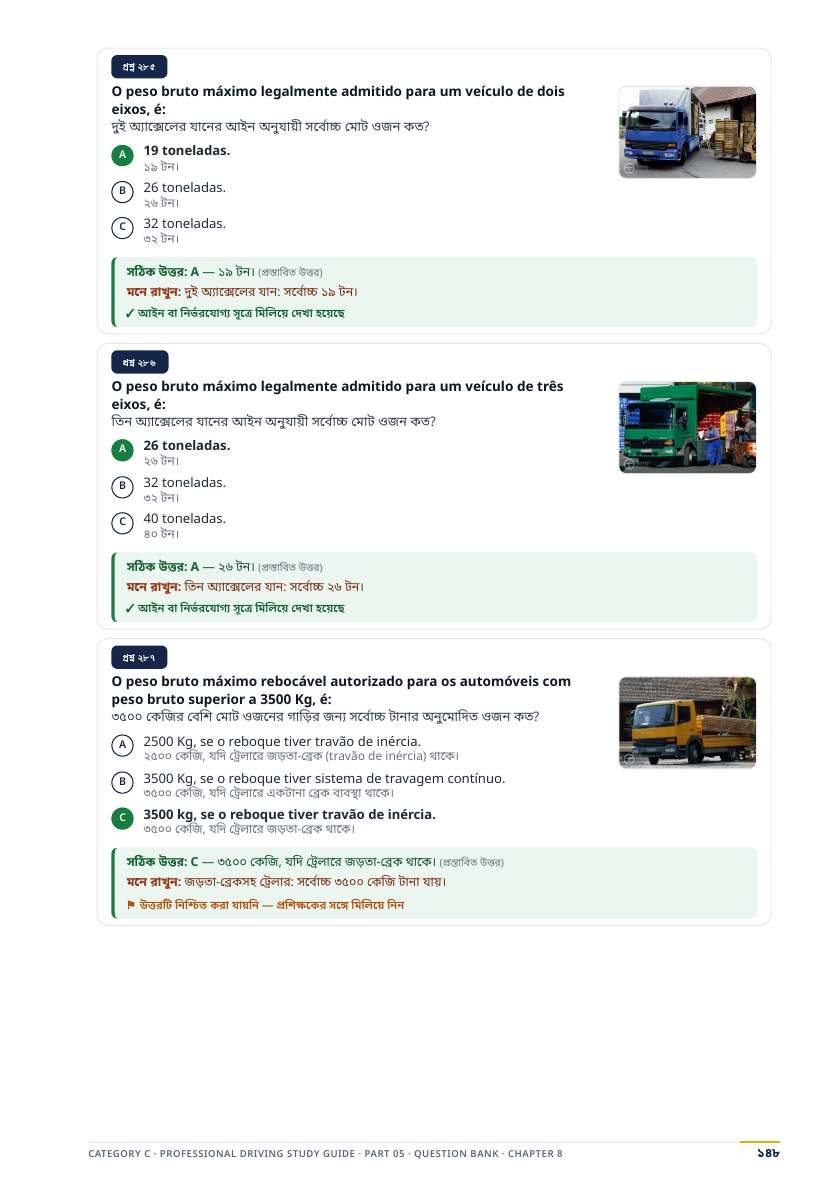 প্রশ্ন ২৮৫
O peso bruto máximo legalmente admitido para um veículo de dois
eixos, é:
দুই অ্যাক্সেলের যানের আইন অনুযায়ী সর্বোচ্চ মোট ওজন কত?
A 19 toneladas.
১৯ টন।
B 26 toneladas.
২৬ টন।
C 32 toneladas.
৩২ টন।
সঠিক উত্তর: A — ১৯ টন। (প্রস্তাবিত উত্তর)
মনে রাখুন: দুই অ্যাক্সেলের যান: সর্বোচ্চ ১৯ টন।
✓ আইন বা নির্ভরযোগ্য সূত্রে মিলিয়ে দেখা হয়েছে
প্রশ্ন ২৮৬
O peso bruto máximo legalmente admitido para um veículo de três
eixos, é:
তিন অ্যাক্সেলের যানের আইন অনুযায়ী সর্বোচ্চ মোট ওজন কত?
A 26 toneladas.
২৬ টন।
B 32 toneladas.
৩২ টন।
C 40 toneladas.
৪০ টন।
সঠিক উত্তর: A — ২৬ টন। (প্রস্তাবিত উত্তর)
মনে রাখুন: তিন অ্যাক্সেলের যান: সর্বোচ্চ ২৬ টন।
✓ আইন বা নির্ভরযোগ্য সূত্রে মিলিয়ে দেখা হয়েছে
প্রশ্ন ২৮৭
O peso bruto máximo rebocável autorizado para os automóveis com
peso bruto superior a 3500 Kg, é:
৩৫০০ কেজির বেশি মোট ওজনের গাড়ির জন্য সর্বোচ্চ টানার অনুমোদিত ওজন কত?
A 2500 Kg, se o reboque tiver travão de inércia.
২৫০০ কেজি, যদি ট্রেলারে জড়তা-ব্রেক (travão de inércia) থাকে।
B 3500 Kg, se o reboque tiver sistema de travagem contínuo.
৩৫০০ কেজি, যদি ট্রেলারে একটানা ব্রেক ব্যবস্থা থাকে।
C 3500 kg, se o reboque tiver travão de inércia.
৩৫০০ কেজি, যদি ট্রেলারে জড়তা-ব্রেক থাকে।
সঠিক উত্তর: C — ৩৫০০ কেজি, যদি ট্রেলারে জড়তা-ব্রেক থাকে। (প্রস্তাবিত উত্তর)
মনে রাখুন: জড়তা-ব্রেকসহ ট্রেলার: সর্বোচ্চ ৩৫০০ কেজি টানা যায়।
⚑ উত্তরটি নিশ্চিত করা যায়নি — প্রশিক্ষকের সঙ্গে মিলিয়ে নিন
CATEGORY C · PROFESSIONAL DRIVING STUDY GUIDE · PART 05 · QUESTION BANK · CHAPTER 8 ১৪৮